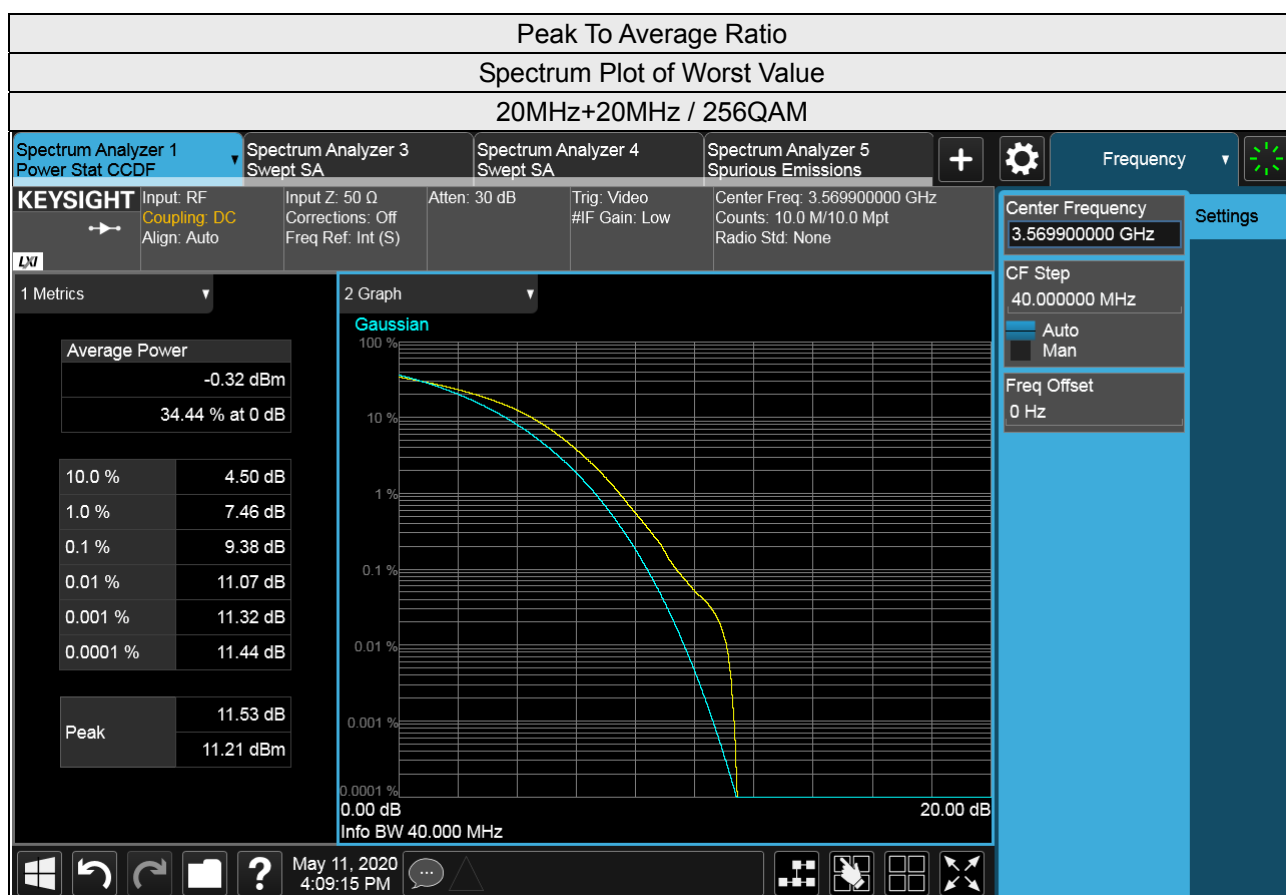 Peak To Average Ratio
Spectrum Plot of Worst Value
20MHz+20MHz / 256QAM
Spectrum Analyzer 1
Power Stat CCDF
Spectrum Analyzer 3
Swept SA
Spectrum Analyzer 4
Swept SA
Spectrum Analyzer 5
Spurious Emissions
+
Frequency
KEYSIGHT
LXI
Input: RF
Coupling: DC
Align: Auto
Input Z: 50 Ω
Corrections: Off
Freq Ref: Int (S)
Atten: 30 dB
Trig: Video
#IF Gain: Low
Center Freq: 3.569900000 GHz
Counts: 10.0 M/10.0 Mpt
Radio Std: None
Center Frequency
3.569900000 GHz
Settings
CF Step
40.000000 MHz
Auto
Man
Freq Offset
0 Hz
1 Metrics
Average Power
-0.32 dBm
34.44 % at 0 dB
10.0 % 4.50 dB
1.0 % 7.46 dB
0.1 % 9.38 dB
0.01 % 11.07 dB
0.001 % 11.32 dB
0.0001 % 11.44 dB
Peak
11.53 dB
11.21 dBm
2 Graph
Gaussian
100 %
10 %
1 %
0.1 %
0.01 %
0.001 %
0.0001 %
0.00 dB
20.00 dB
Info BW 40.000 MHz
?
May 11, 2020
4:09:15 PM